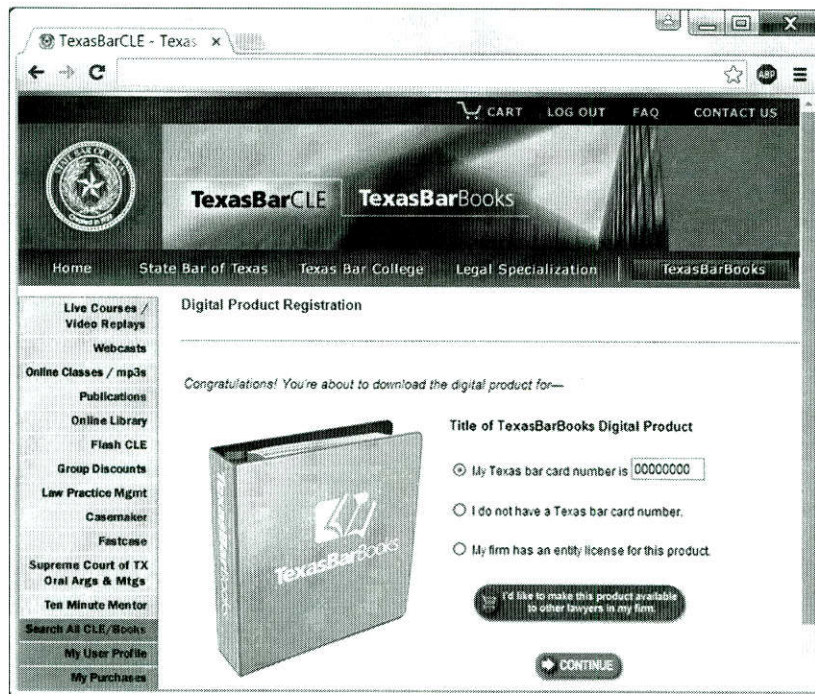 TexasBarCLE - Texas
ABP
CART LOG OUT FAQ CONTACT US
STATE BAR OF TEXAS
TexasBarCLE TexasBarBooks
Home State Bar of Texas Texas Bar College Legal Specialization TexasBarBooks
Live Courses /
Video Replays
Webcasts
Online Classes / mp3s
Publications
Online Library
Flash CLE
Group Discounts
Law Practice Mgmt
Casemaker
Fastcase
Supreme Court of TX
Oral Args & Mtgs
Ten Minute Mentor
Search All CLE/Books
My User Profile
My Purchases
Digital Product Registration
Congratulations! You're about to download the digital product for—
TexasBarBooks
TexasBarBooks
Title of TexasBarBooks Digital Product
My Texas bar card number is 00000000
I do not have a Texas bar card number.
My firm has an entity license for this product.
I'd like to make this product available
to other lawyers in my firm.
CONTINUE